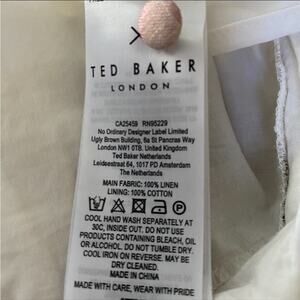 TED BAKER
LONDON
CA25459 RN95229
No Ordinary Designer Label Limited
Ugly Brown Building, 6a St Pancras Way
London NW1 0TB. United Kingdom
Ted Baker Netherlands
Leidseestraat 64, 1017 PD Amsterdam
The Netherlands
MAIN FABRIC: 100% LINEN
LINING: 100% COTTON
COOL HAND WASH SEPARATELY AT
30C, INSIDE OUT. DO NOT USE
PRODUCTS CONTAINING BLEACH, OIL
OR ALCOHOL. DO NOT TUMBLE DRY.
COOL IRON ON REVERSE. MAY BE
DRY CLEANED.
MADE IN CHINA
MADE WITH CARE, WEAR WITH PRIDE